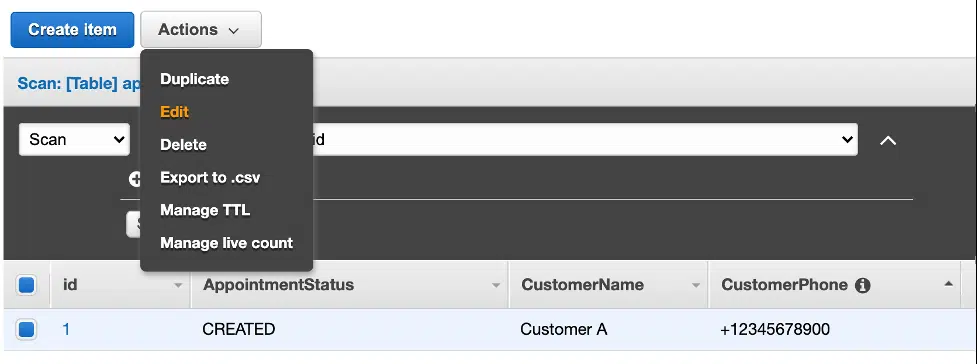 Create item Actions
Duplicate
Scan: [Table] ap
Edit
Scan id
Delete
Export to .csv
Manage TTL
Manage live count
id AppointmentStatus CustomerName CustomerPhone
1 CREATED Customer A +12345678900